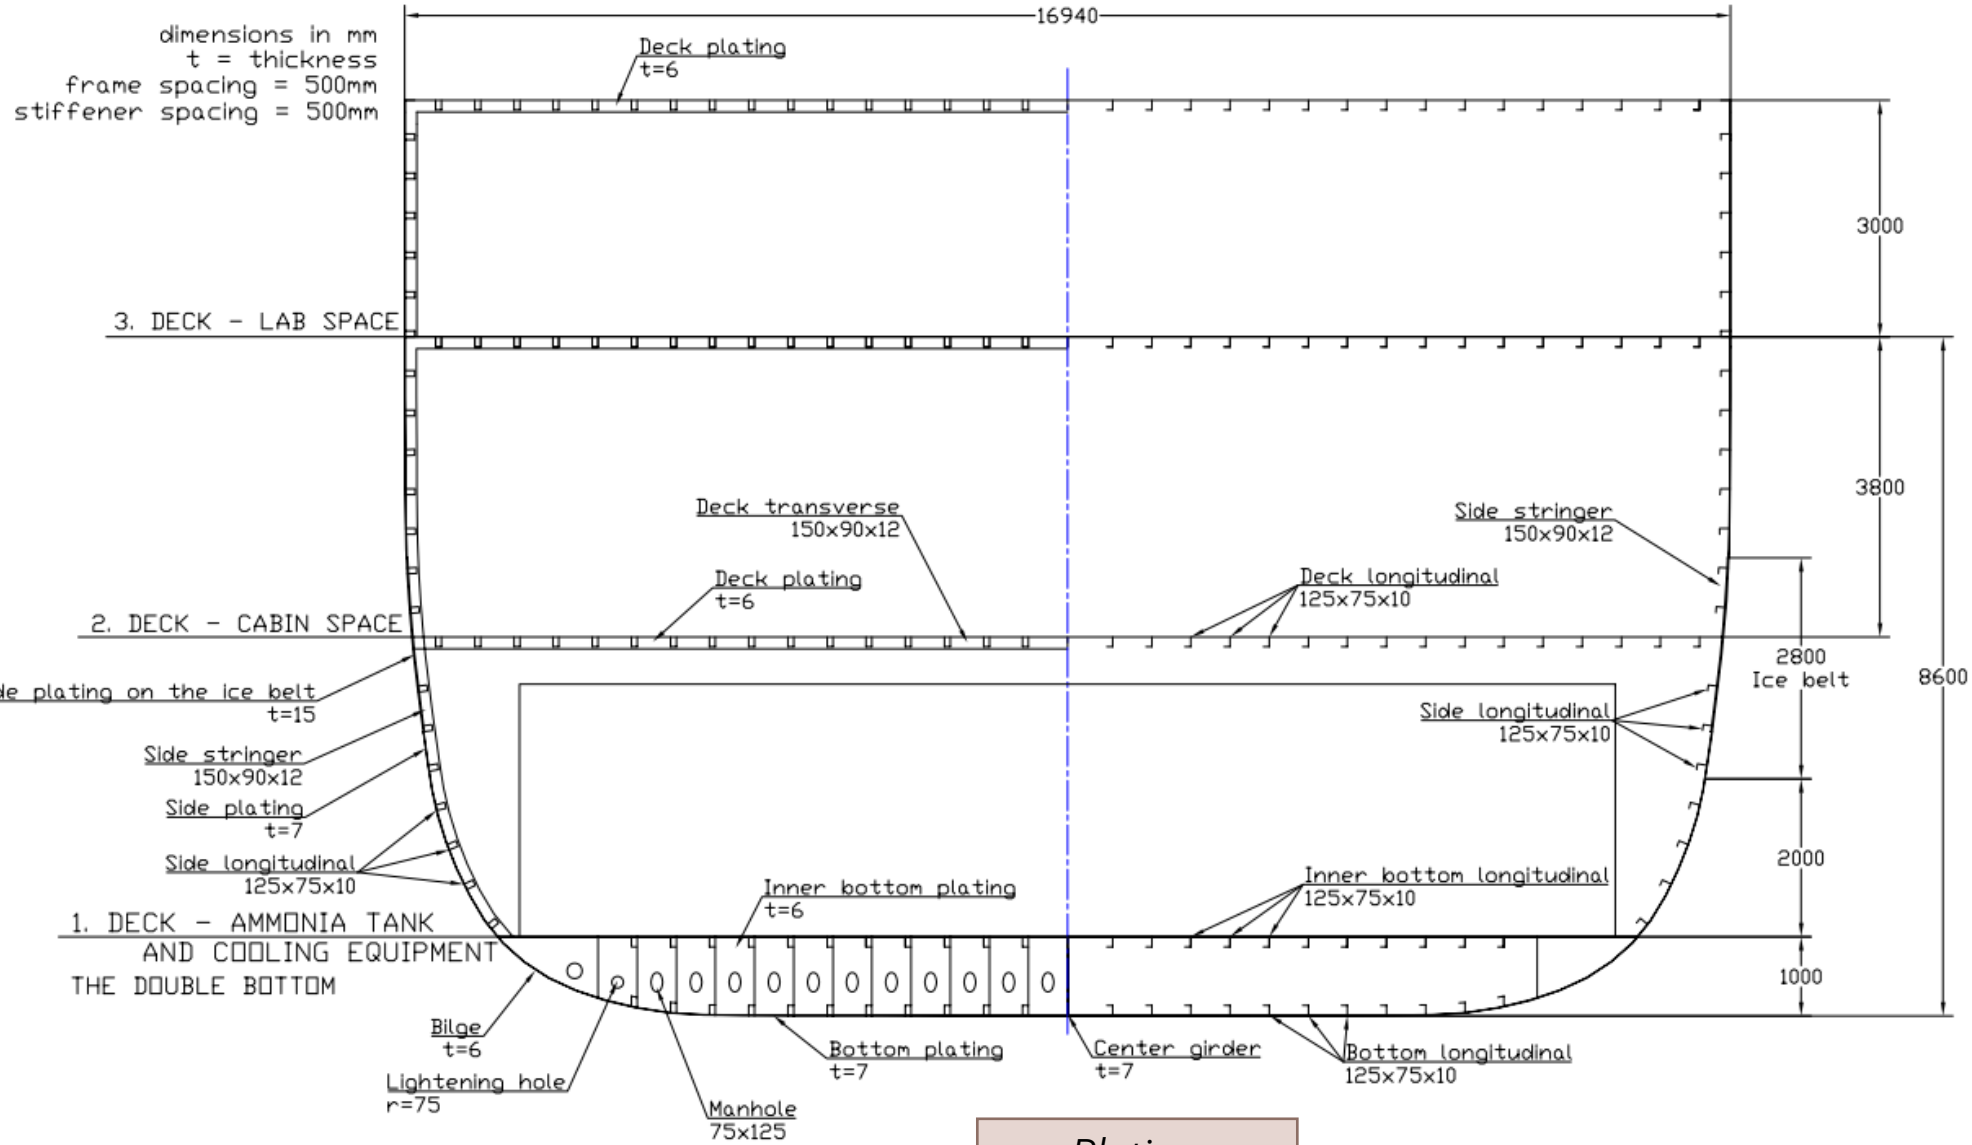 16940
dimensions in mm
t = thickness
frame spacing = 500mm
stiffener spacing = 500mm
Deck plating
t=6
3000
3. DECK - LAB SPACE
3800
Deck transverse
150x90x12
Side stringer
150x90x12
Deck plating
t=6
Deck longitudinal
125x75x10
2. DECK - CABIN SPACE
2800
Ice belt
8600
plating on the ice belt
t=15
Side longitudinal
125x75x10
Side stringer
150x90x12
Side plating
t=7
Side longitudinal
125x75x10
2000
Inner bottom plating
t=6
Inner bottom longitudinal
125x75x10
1. DECK - AMMONIA TANK
AND COOLING EQUIPMENT
THE DOUBLE BOTTOM
1000
Bilge
t=6
Bottom plating
t=7
Center girder
t=7
Bottom longitudinal
125x75x10
Lightening hole
r=75
Manhole
75x125